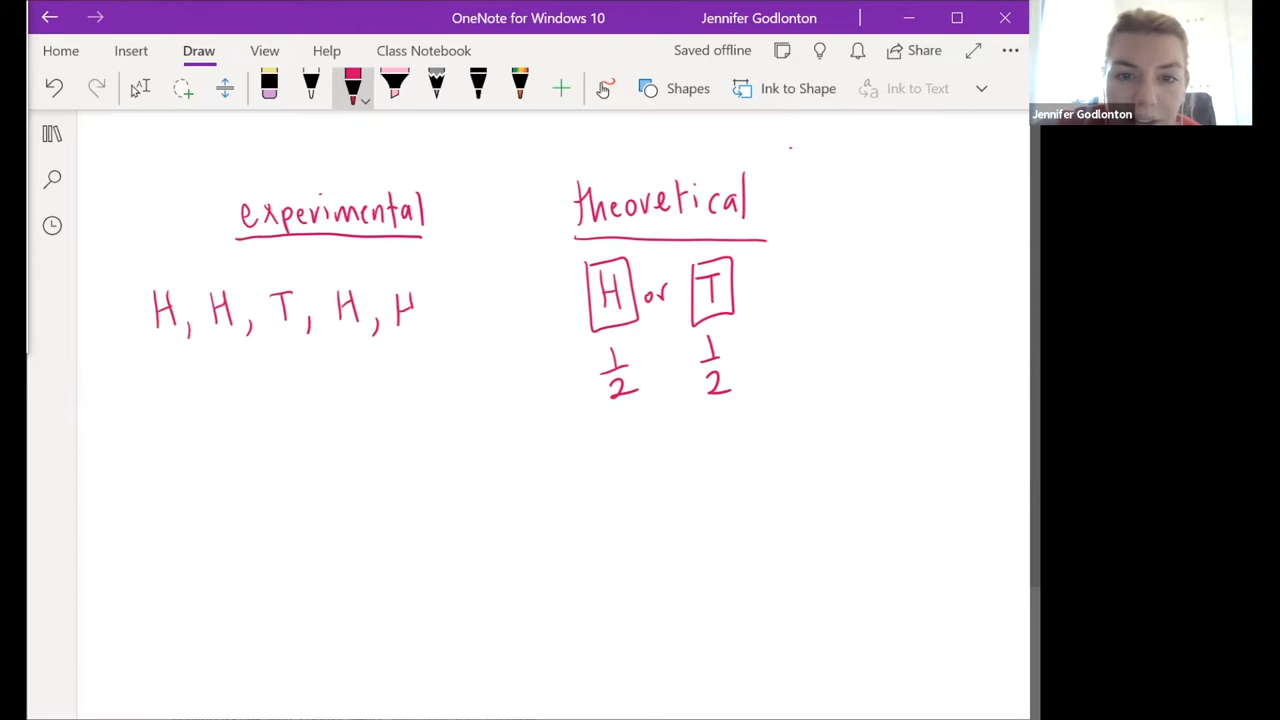 OneNote for Windows 10
Jennifer Godlonton
Home Insert Draw View Help Class Notebook
Saved offline
Share
Shapes
Ink to Shape
Ink to Text
Jennifer Godlonton
experimental
theoretical
H, H, T, H, H
H or T
1/2 1/2